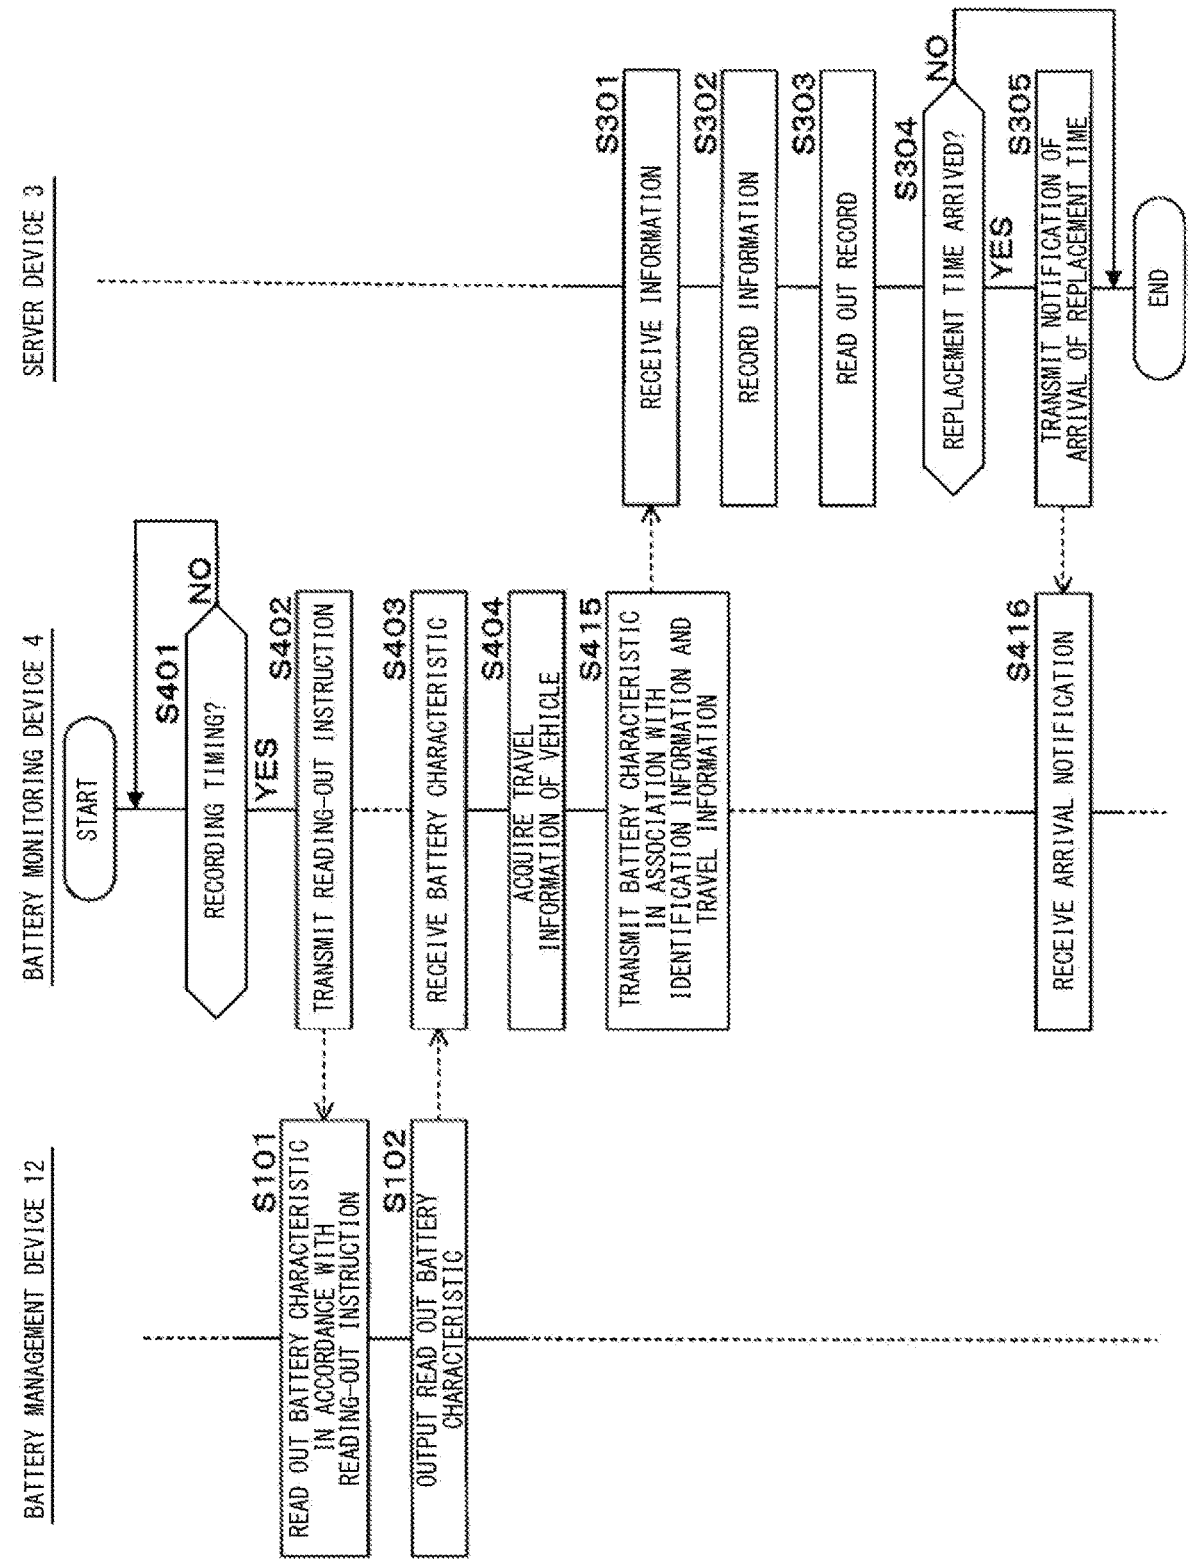 BATTERY MANAGEMENT DEVICE 12
BATTERY MONITORING DEVICE 4
SERVER DEVICE 3
START
S401
RECORDING TIMING?
NO
YES
S402
TRANSMIT READING-OUT INSTRUCTION
S101
READ OUT BATTERY CHARACTERISTIC
IN ACCORDANCE WITH
READING-OUT INSTRUCTION
S102
OUTPUT READ OUT BATTERY
CHARACTERISTIC
S403
RECEIVE BATTERY CHARACTERISTIC
S404
ACQUIRE TRAVEL
INFORMATION OF VEHICLE
S415
TRANSMIT BATTERY CHARACTERISTIC
IN ASSOCIATION WITH
IDENTIFICATION INFORMATION AND
TRAVEL INFORMATION
S301
RECEIVE INFORMATION
S302
RECORD INFORMATION
S303
READ OUT RECORD
S304
REPLACEMENT TIME ARRIVED?
NO
YES
S305
TRANSMIT NOTIFICATION OF
ARRIVAL OF REPLACEMENT TIME
S416
RECEIVE ARRIVAL NOTIFICATION
END